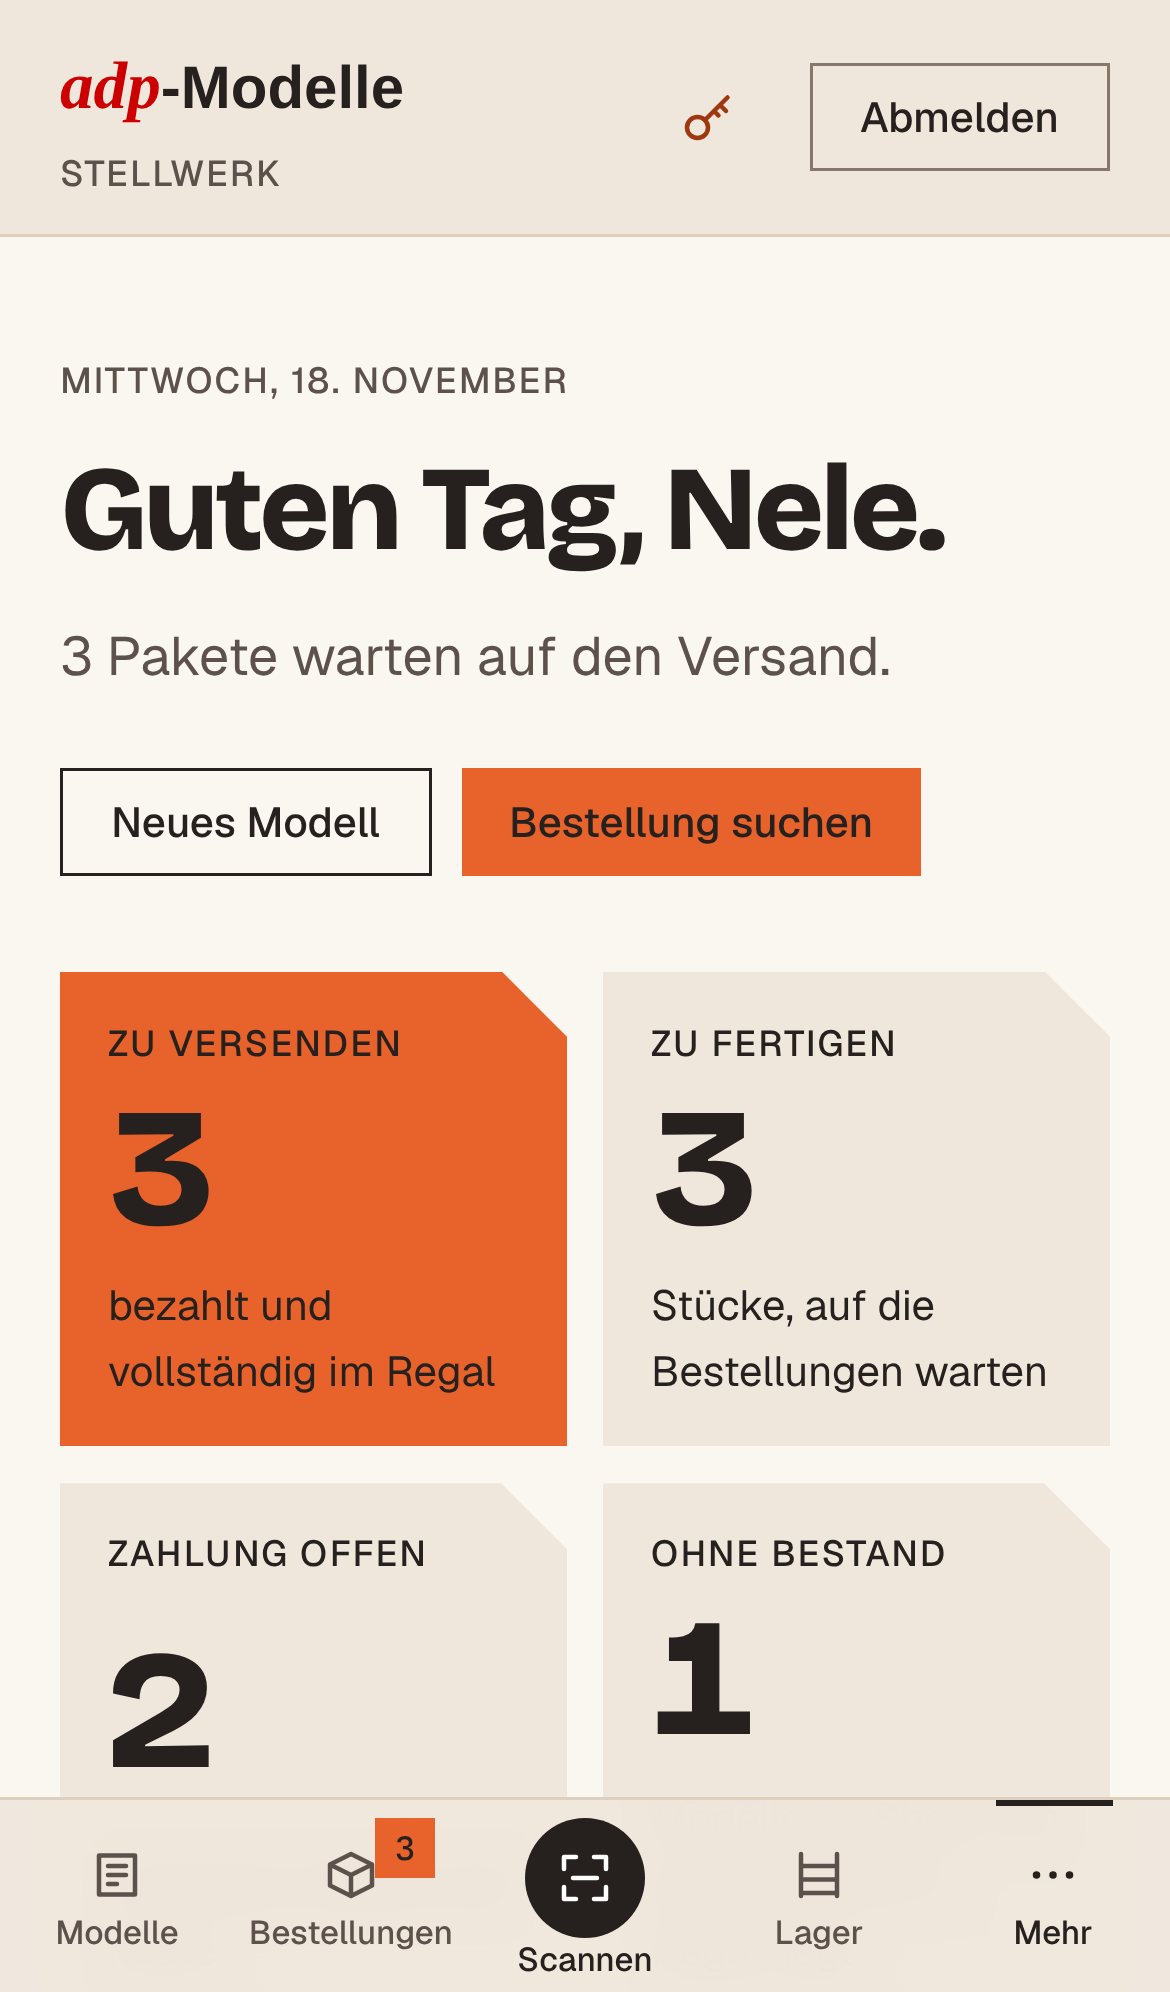 adp-Modelle
STELLWERK
Abmelden
MITTWOCH, 18. NOVEMBER
Guten Tag, Nele.
3 Pakete warten auf den Versand.
Neues Modell
Bestellung suchen
ZU VERSENDEN
3
bezahlt und
vollständig im Regal
ZU FERTIGEN
3
Stücke, auf die
Bestellungen warten
ZAHLUNG OFFEN
2
OHNE BESTAND
1
Modelle
3
Bestellungen
Scannen
Lager
Mehr